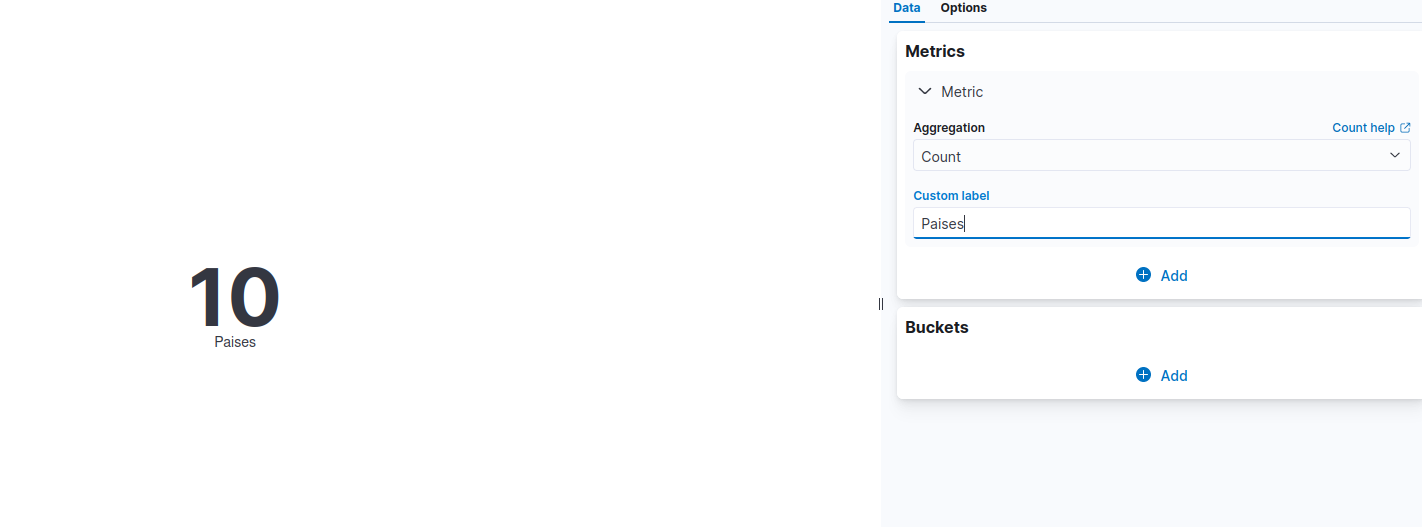 10
Paises
Data Options
Metrics
Metric
Aggregation Count help
Count
Custom label
Paises
Add
Buckets
Add